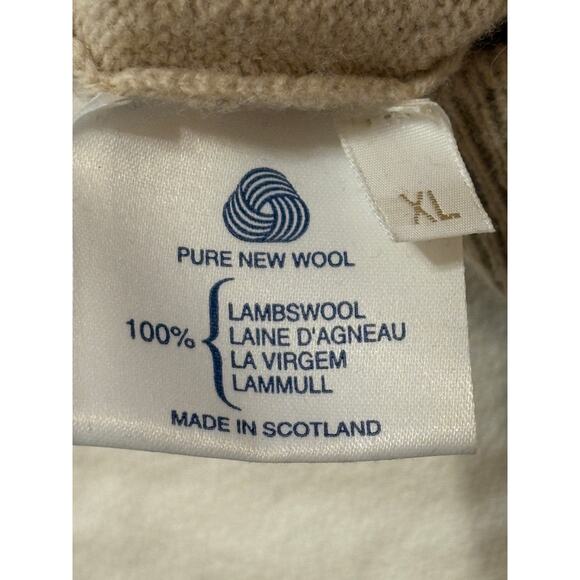 XL
PURE NEW WOOL
100%
LAMBSWOOL
LAINE D'AGNEAU
LA VIRGEM
LAMMULL
MADE IN SCOTLAND